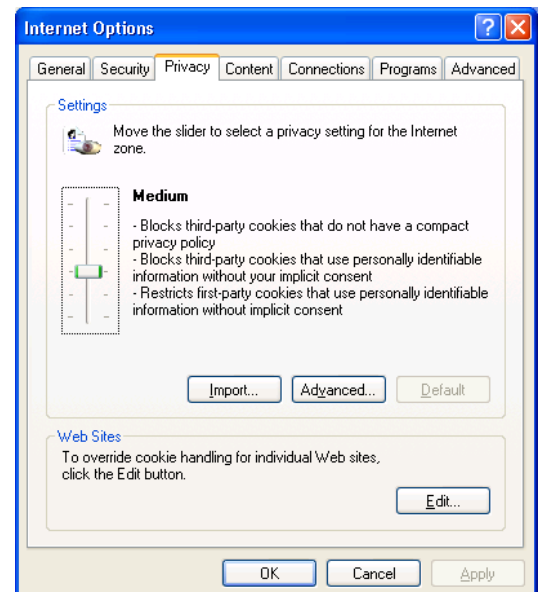 Internet Options
General Security Privacy Content Connections Programs Advanced
Settings
Move the slider to select a privacy setting for the Internet
zone.
Medium
- Blocks third-party cookies that do not have a compact
privacy policy
- Blocks third-party cookies that use personally identifiable
information without your implicit consent
- Restricts first-party cookies that use personally identifiable
information without implicit consent
Import... Advanced... Default
Web Sites
To override cookie handling for individual Web sites,
click the Edit button.
Edit...
OK Cancel Apply